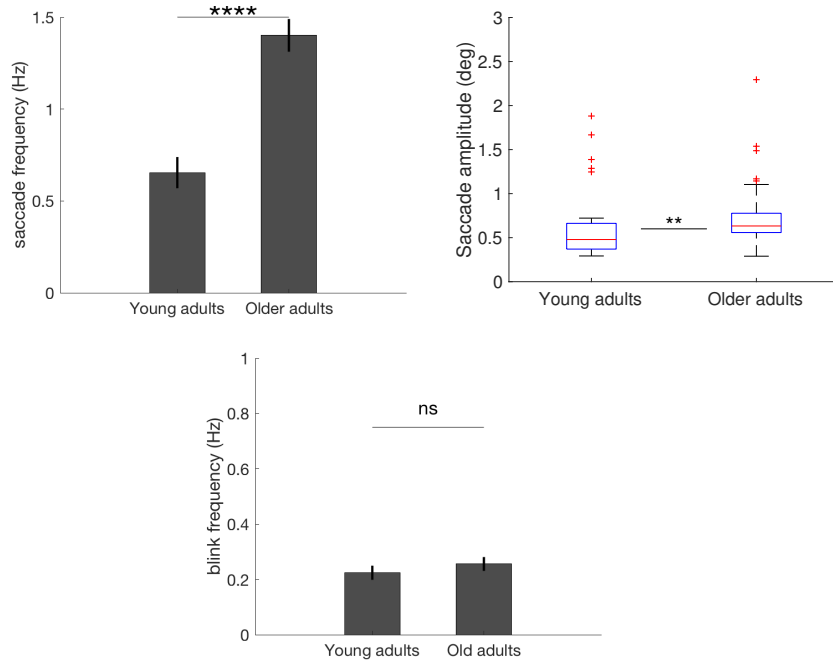 saccade frequency (Hz)
1.5
1
0.5
0
****
Young adults
Older adults
Saccade amplitude (deg)
3
2.5
2
1.5
1
0.5
0
**
Young adults
Older adults
blink frequency (Hz)
1
0.8
0.6
0.4
0.2
0
ns
Young adults
Old adults